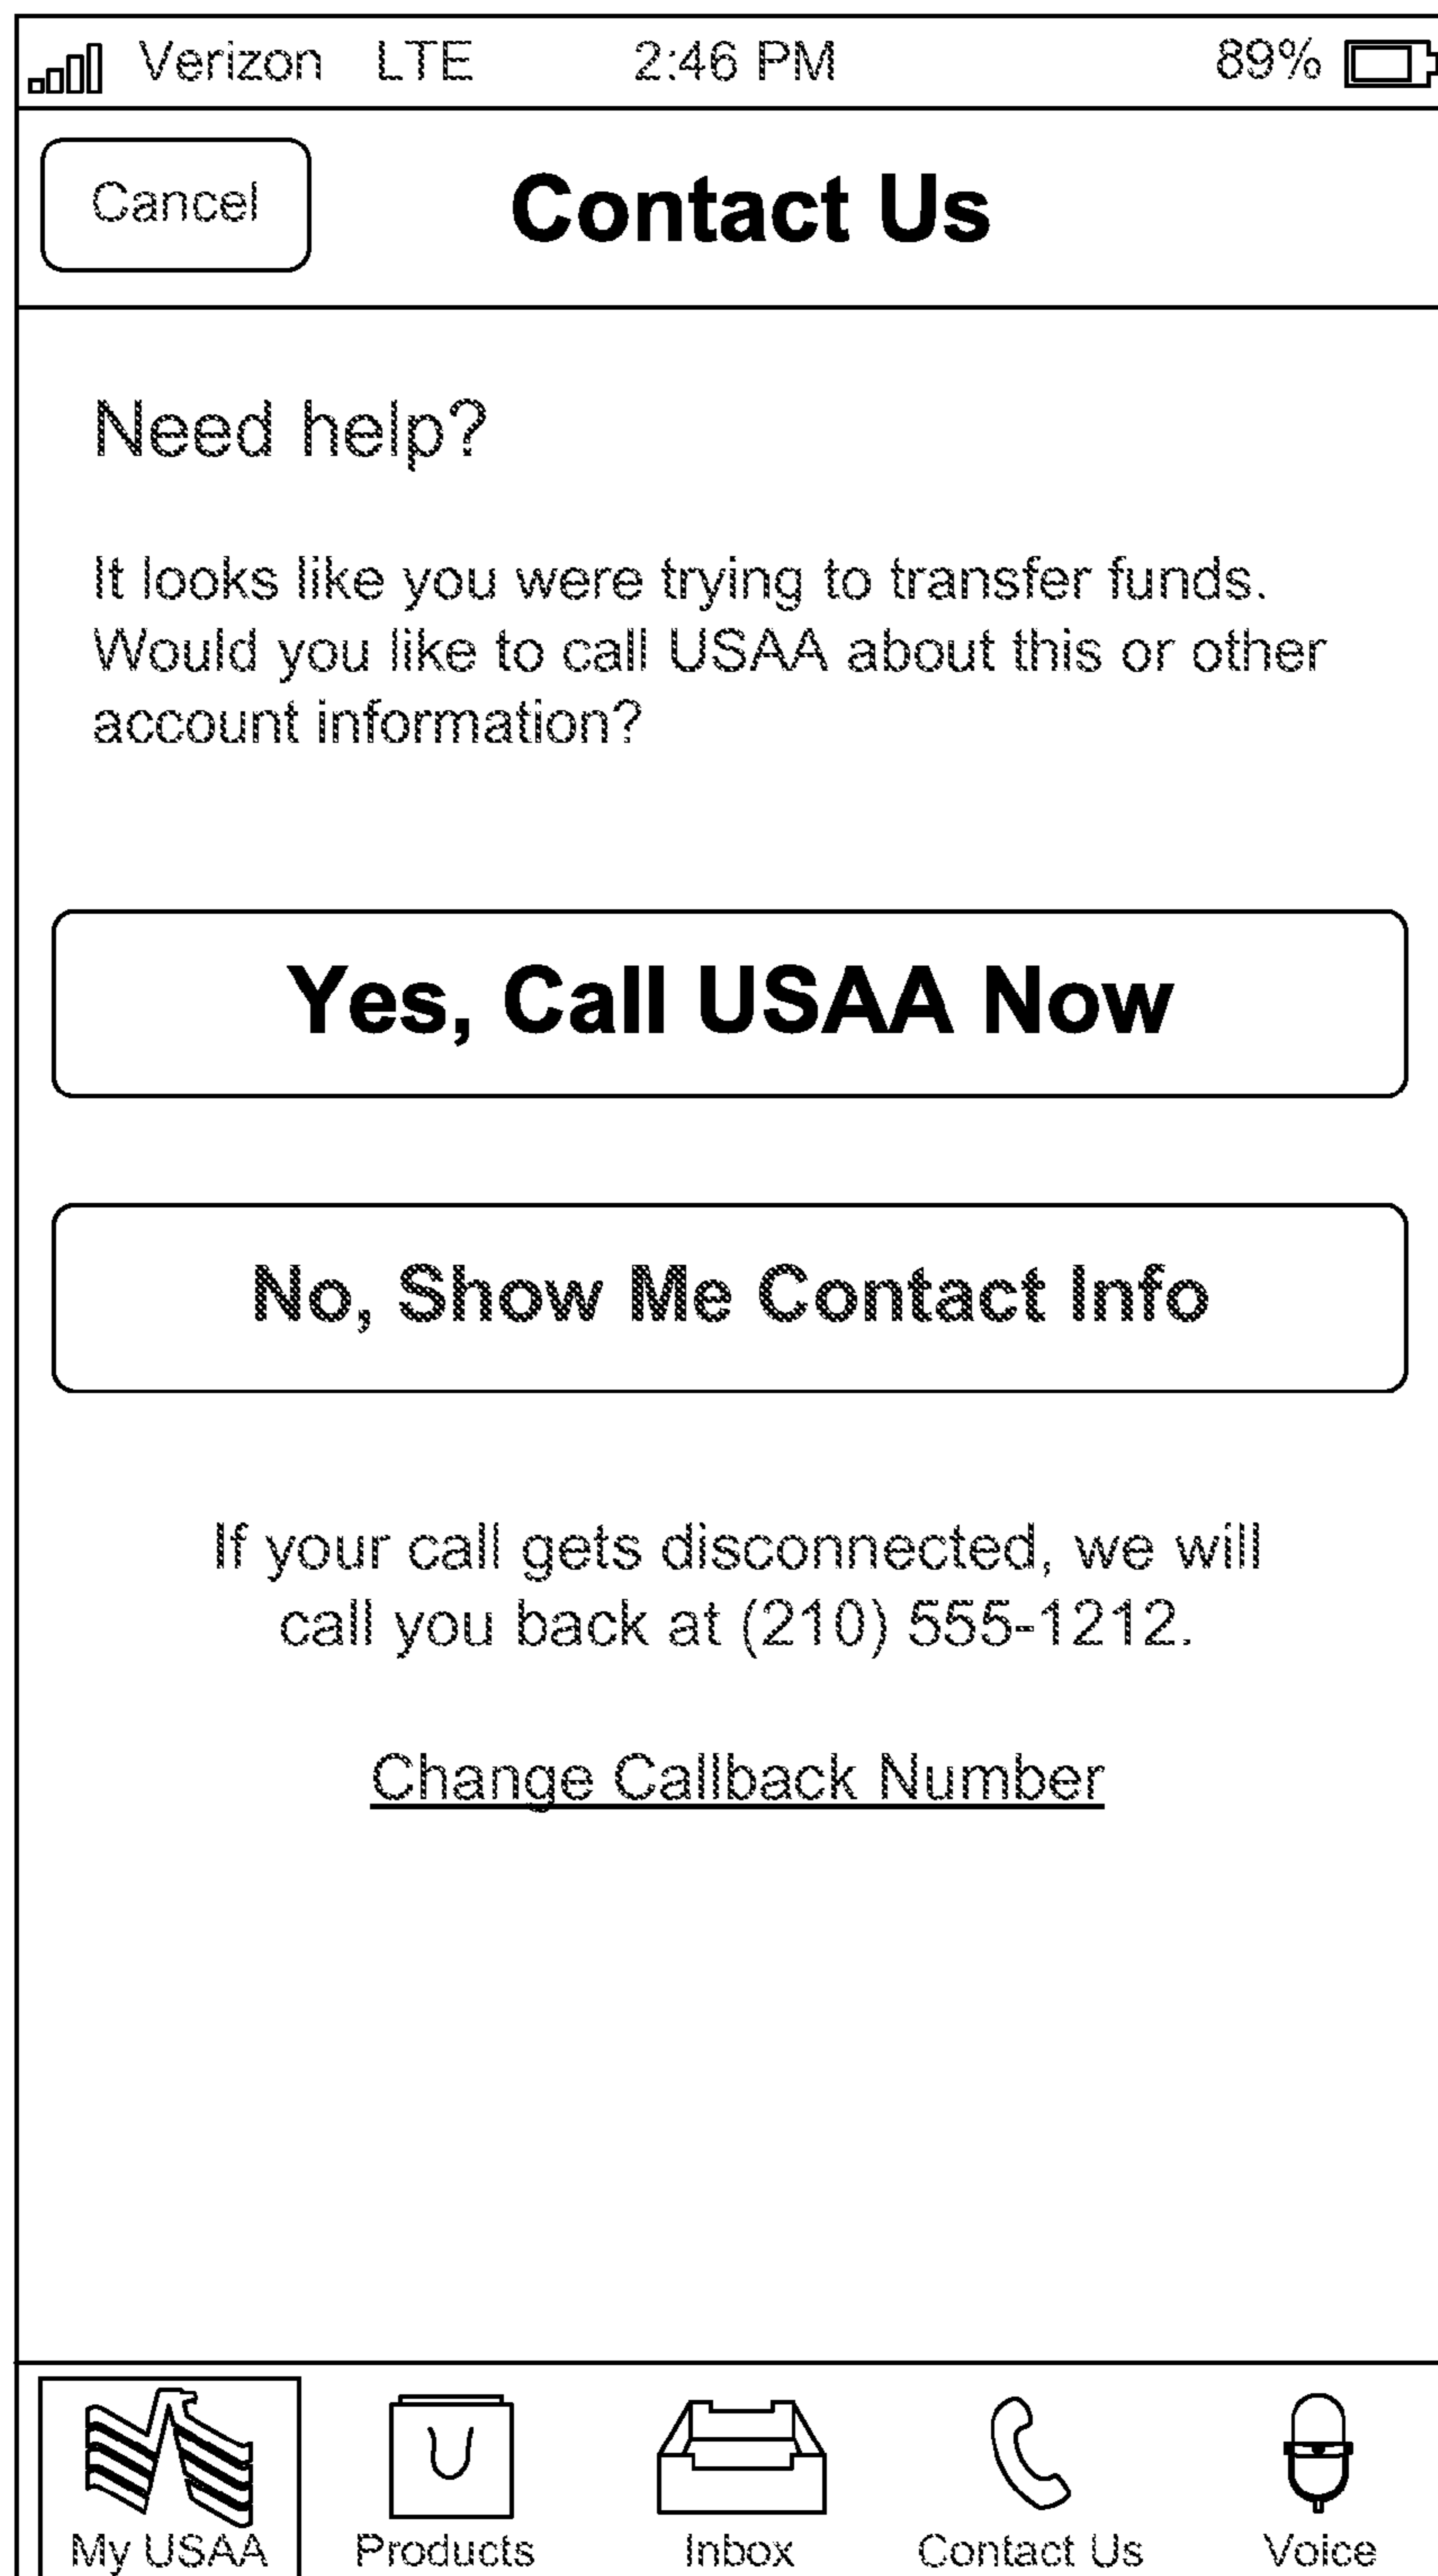 Verizon LTE 2:46 PM 89%
Cancel Contact Us
Need help?
It looks like you were trying to transfer funds.
Would you like to call USAA about this or other
account information?
Yes, Call USAA Now
No, Show Me Contact Info
If your call gets disconnected, we will
call you back at (210) 555-1212.
Change Callback Number
My USAA Products Inbox Contact Us Voice